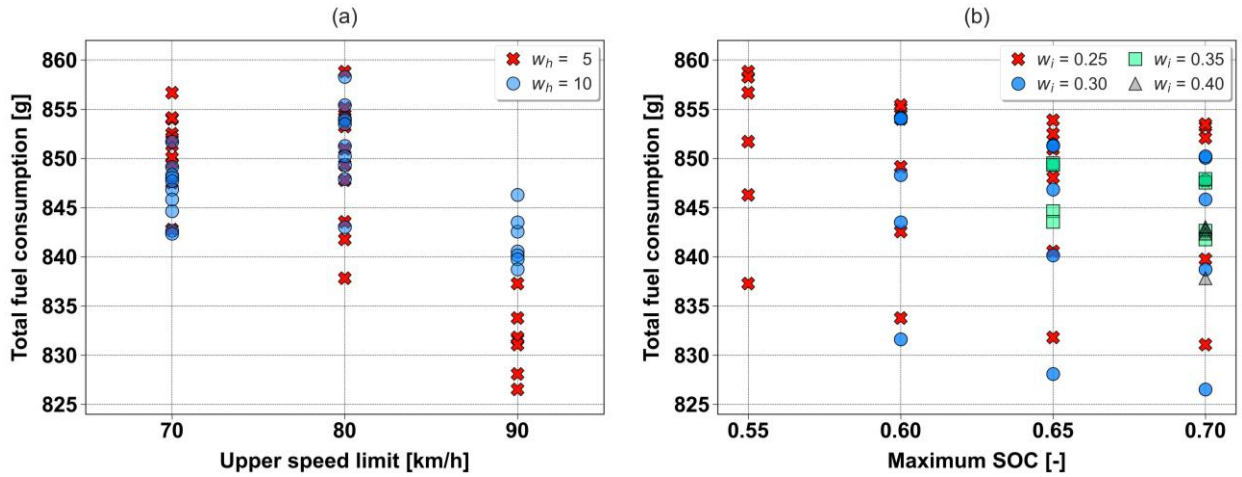 (a)
860
855
850
845
840
835
830
825
Total fuel consumption [g]
w_h = 5
w_h = 10
70 80 90
Upper speed limit [km/h]
(b)
860
855
850
845
840
835
830
825
Total fuel consumption [g]
w_i = 0.25 w_i = 0.35
w_i = 0.30 w_i = 0.40
0.55 0.60 0.65 0.70
Maximum SOC [-]